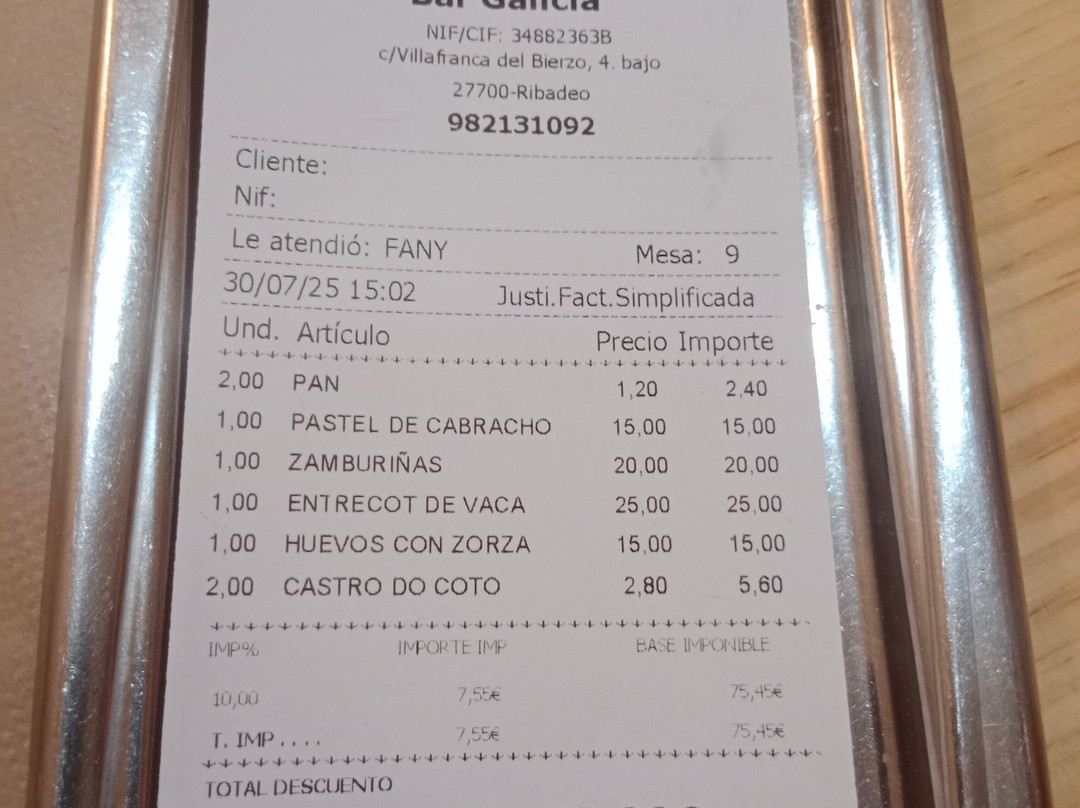 Bar Galicia
NIF/CIF: 34882363B
c/Villafranca del Bierzo, 4. bajo
27700-Ribadeo
982131092
Cliente:
Nif:
Le atendió: FANY Mesa: 9
30/07/25 15:02 Justi.Fact.Simplificada
Und. Artículo Precio Importe
2,00 PAN 1,20 2,40
1,00 PASTEL DE CABRACHO 15,00 15,00
1,00 ZAMBURIÑAS 20,00 20,00
1,00 ENTRECOT DE VACA 25,00 25,00
1,00 HUEVOS CON ZORZA 15,00 15,00
2,00 CASTRO DO COTO 2,80 5,60
IMP% IMPORTE IMP BASE IMPONIBLE
10,00 7,55€ 75,45€
T. IMP.... 7,55€ 75,45€
TOTAL DESCUENTO